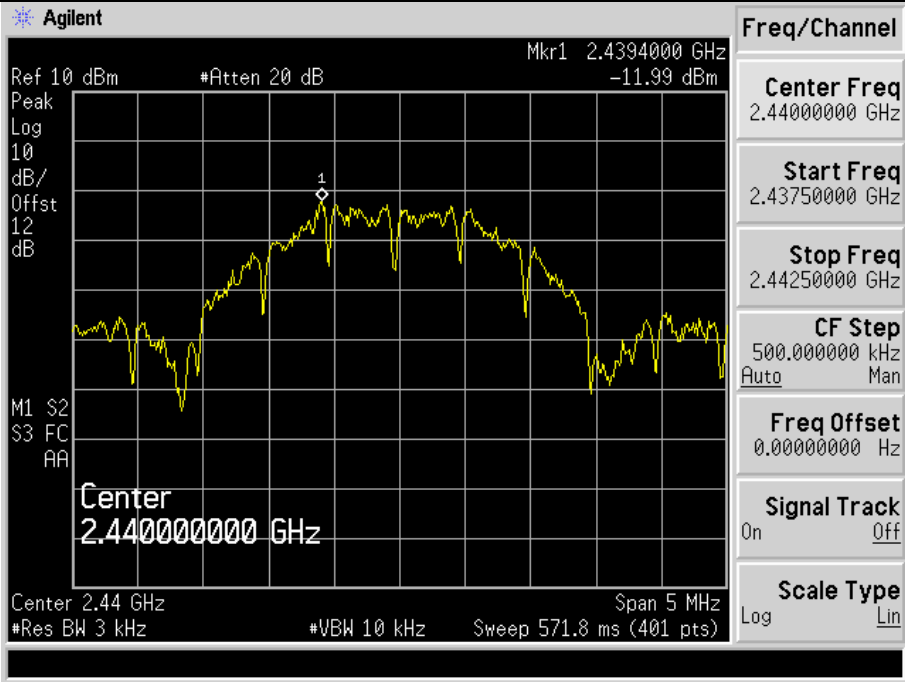 Agilent
Freq/Channel
Mkr1 2.4394000 GHz
Ref 10 dBm #Atten 20 dB -11.99 dBm
Peak
Log
10
dB/
Offst
12
dB
1
M1 S2
S3 FC
AA
Center
2.440000000 GHz
Center 2.44 GHz Span 5 MHz
#Res BW 3 kHz #VBW 10 kHz Sweep 571.8 ms (401 pts)
Center Freq
2.44000000 GHz
Start Freq
2.43750000 GHz
Stop Freq
2.44250000 GHz
CF Step
500.000000 kHz
Auto Man
Freq Offset
0.00000000 Hz
Signal Track
On Off
Scale Type
Log Lin